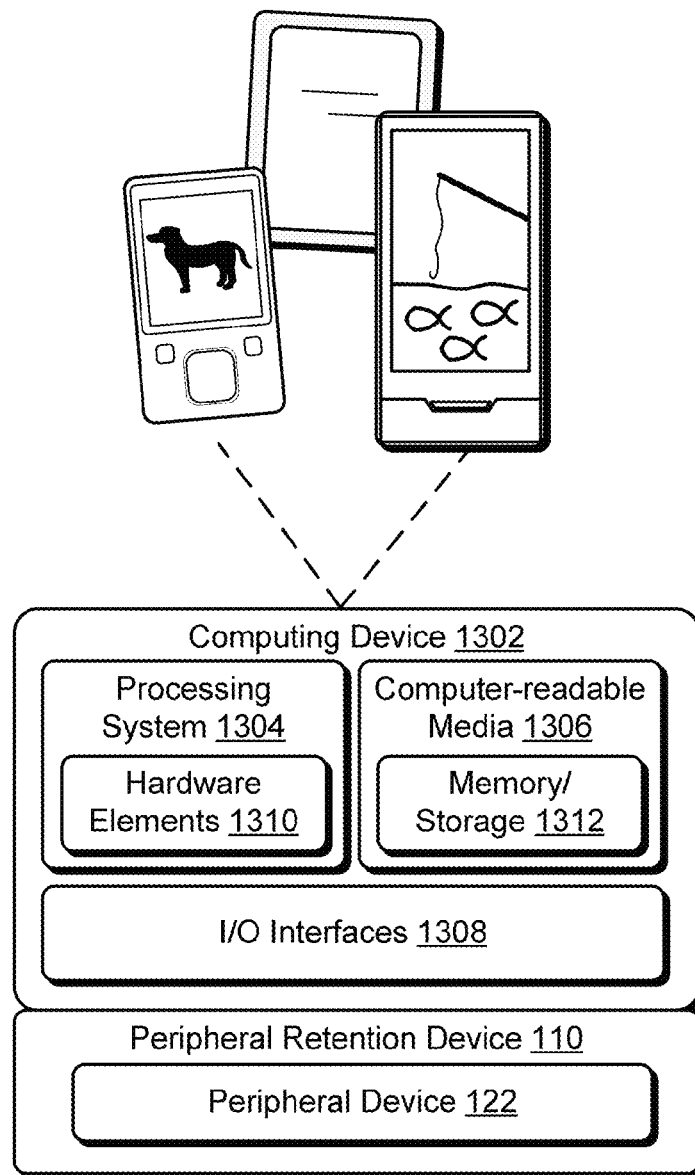 Computing Device 1302
Processing
System 1304
Hardware
Elements 1310
Computer-readable
Media 1306
Memory/
Storage 1312
I/O Interfaces 1308
Peripheral Retention Device 110
Peripheral Device 122